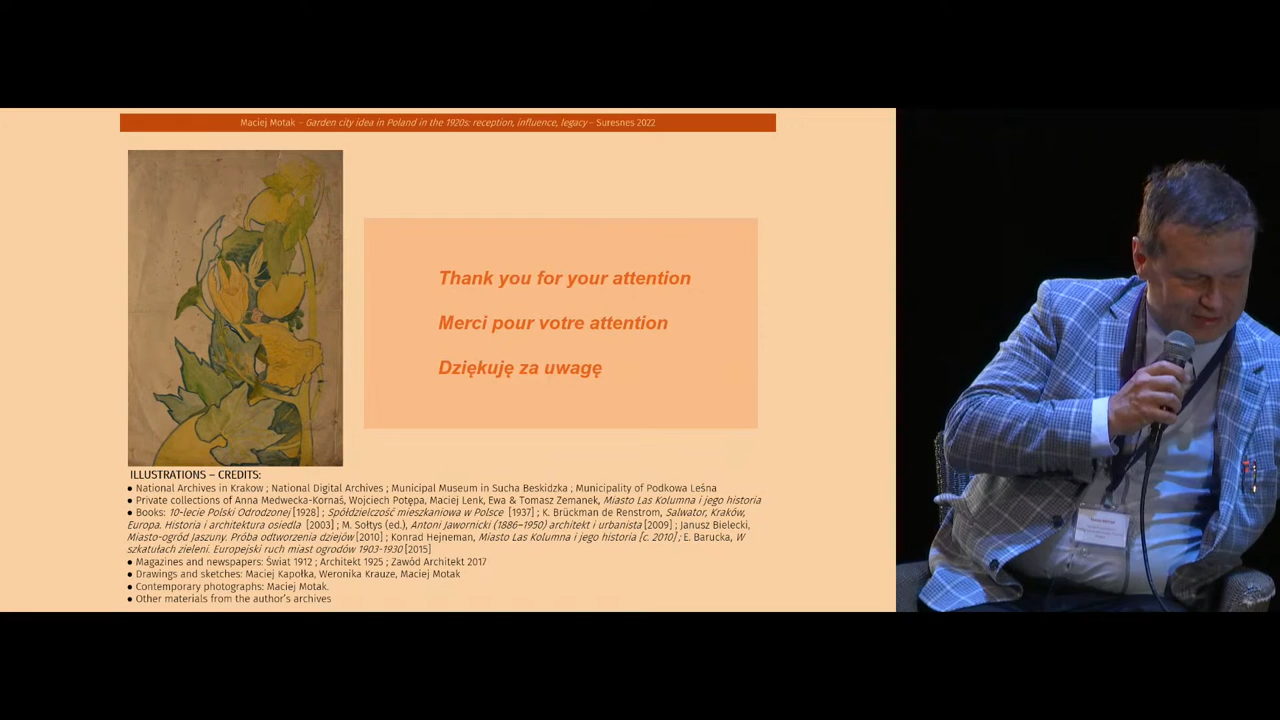 Maciej Motak – Garden city idea in Poland in the 1920s: reception, influence, legacy – Suresnes 2022
Thank you for your attention
Merci pour votre attention
Dziękuję za uwagę
ILLUSTRATIONS – CREDITS:
● National Archives in Krakow ; National Digital Archives ; Municipal Museum in Sucha Beskidzka ; Municipality of Podkowa Leśna
● Private collections of Anna Medwecka-Kornaś, Wojciech Potępa, Maciej Lenk, Ewa & Tomasz Zemanek, Miasto Las Kolumna i jego historia
● Books: 10-lecie Polski Odrodzonej [1928] ; Spółdzielczość mieszkaniowa w Polsce [1937] ; K. Brückman de Renstrom, Salwator, Kraków,
Europa. Historia i architektura osiedla [2003] ; M. Sołtys (ed.), Antoni Jawornicki (1886–1950) architekt i urbanista [2009] ; Janusz Bielecki,
Miasto-ogród Jaszuny. Próba odtworzenia dziejów [2010] ; Konrad Hejneman, Miasto Las Kolumna i jego historia [c. 2010] ; E. Barucka, W
szkatułach zieleni. Europejski ruch miast ogrodów 1903-1930 [2015]
● Magazines and newspapers: Świat 1912 ; Architekt 1925 ; Zawód Architekt 2017
● Drawings and sketches: Maciej Kapołka, Weronika Krauze, Maciej Motak
● Contemporary photographs: Maciej Motak.
● Other materials from the author's archives